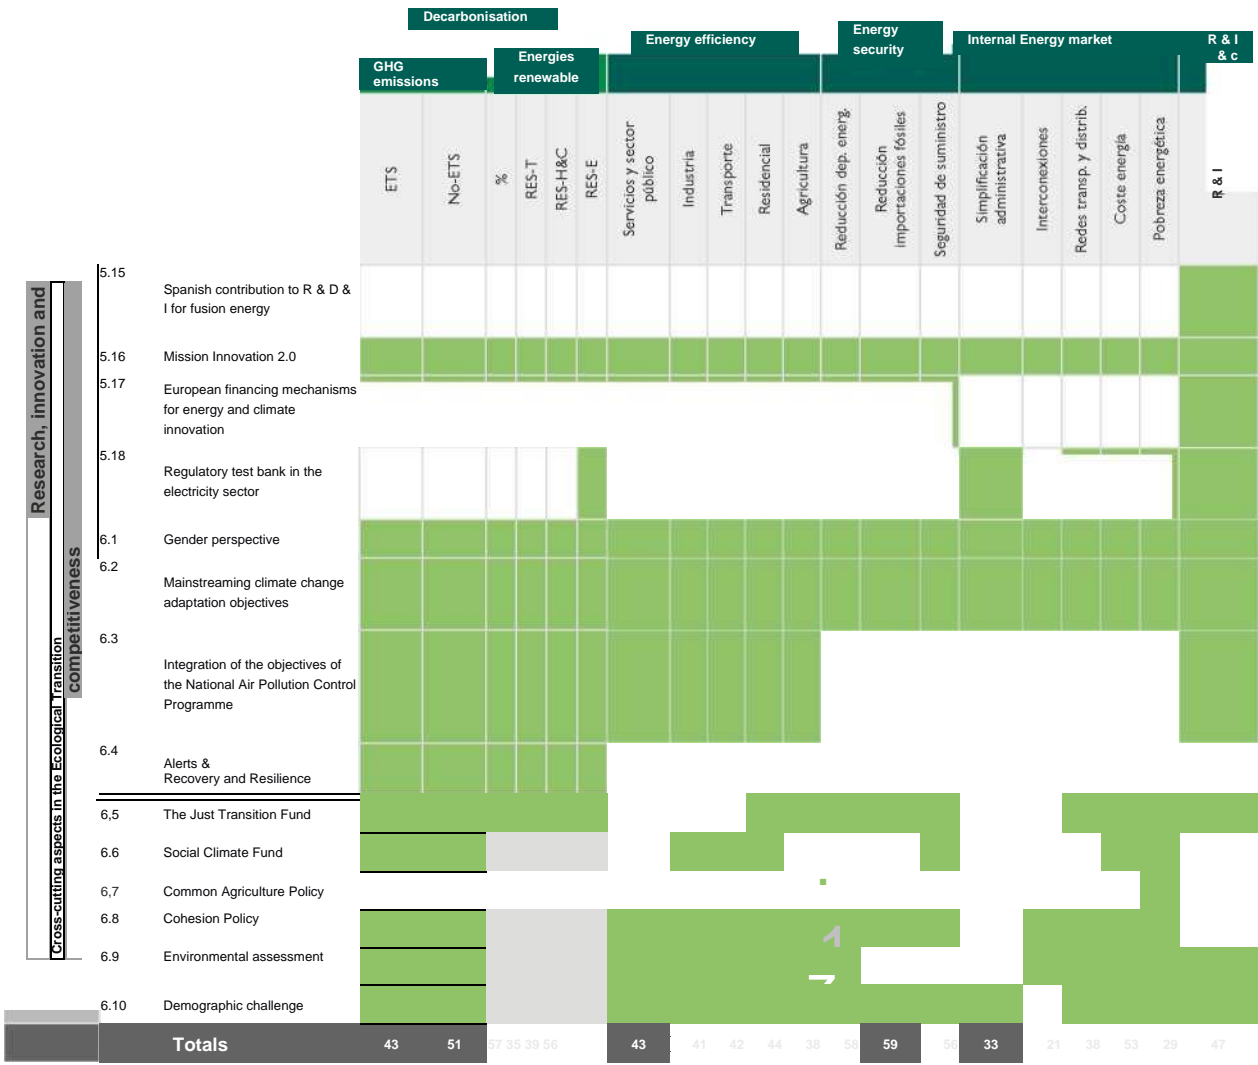 Decarbonisation
Energy efficiency
Energy
security
Internal Energy market
R & I
& c
GHG
emissions
Energies
renewable
ETS
No-ETS
%
RES-T
RES-H&C
RES-E
Servicios y sector
público
Industria
Transporte
Residencial
Agricultura
Reducción dep. energ.
Reducción
importaciones fósiles
Seguridad de suministro
Simplificación
administrativa
Interconexiones
Redes transp. y distrib.
Coste energía
Pobreza energética
R & I
Research, innovation and
competitiveness
Cross-cutting aspects in the Ecological Transition
5.15
Spanish contribution to R & D &
I for fusion energy
5.16 Mission Innovation 2.0
5.17
European financing mechanisms
for energy and climate
innovation
5.18
Regulatory test bank in the
electricity sector
6.1 Gender perspective
6.2
Mainstreaming climate change
adaptation objectives
6.3
Integration of the objectives of
the National Air Pollution Control
Programme
6.4
Alerts &
Recovery and Resilience
6,5 The Just Transition Fund
6.6 Social Climate Fund
6,7 Common Agriculture Policy
6.8 Cohesion Policy
6.9 Environmental assessment
6.10 Demographic challenge
Totals 43 51 57 35 39 56 43 41 42 44 38 58 59 56 33 21 38 53 29 47